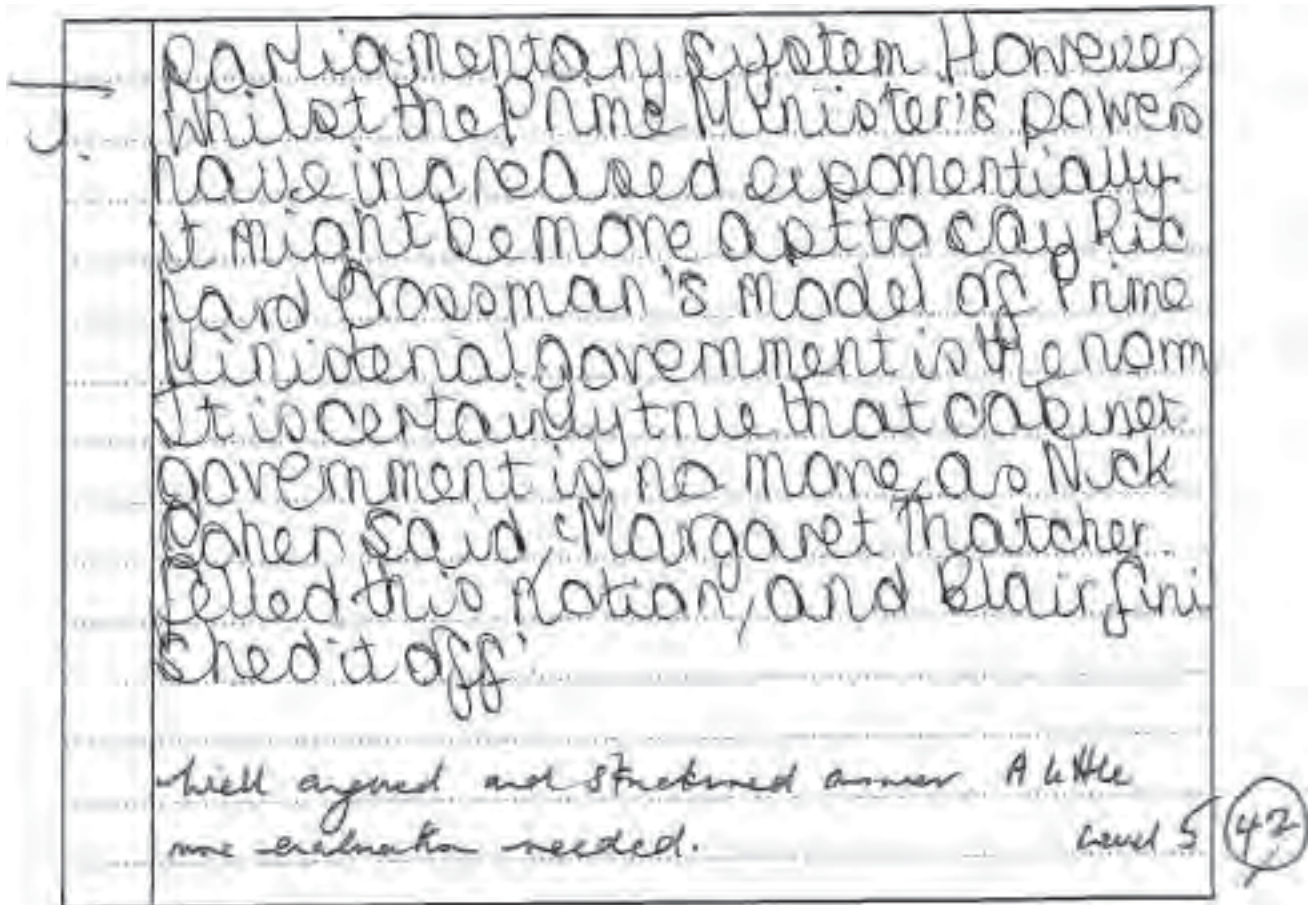 parliamentary system. However,
whilst the Prime Minister's powers
have increased exponentially
it might be more apt to say Ric
hard Crossman's model of Prime
Ministerial government is the norm
It is certainly true that cabinet
government is no more, as Nick
Cohen said 'Margaret Thatcher
felled this notion, and Blair fini
shed it off'
Well argued and structured answer A little
more evaluation needed. Level 5 42